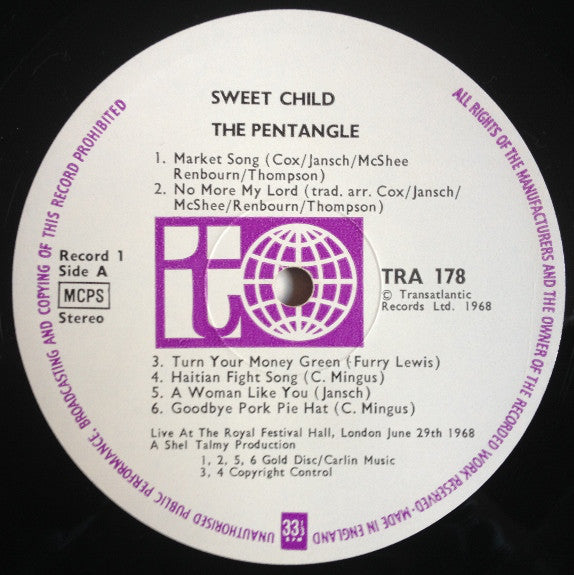 SWEET CHILD
THE PENTANGLE
1. Market Song (Cox/Jansch/McShee
Renbourn/Thompson)
2. No More My Lord (trad. arr. Cox/Jansch/
McShee/Renbourn/Thompson)
Record 1
Side A
MCPS
Stereo
it
TRA 178
© Transatlantic
Records Ltd. 1968
3. Turn Your Money Green (Furry Lewis)
4. Haitian Fight Song (C. Mingus)
5. A Woman Like You (Jansch)
6. Goodbye Pork Pie Hat (C. Mingus)
Live At The Royal Festival Hall, London June 29th 1968
A Shel Talmy Production
1, 2, 5, 6 Gold Disc/Carlin Music
3, 4 Copyright Control
ALL RIGHTS OF THE MANUFACTURERS AND THE OWNER OF THE RECORDED WORK RESERVED-MADE IN ENGLAND
33⅓
RPM
UNAUTHORISED PUBLIC PERFORMANCE, BROADCASTING AND COPYING OF THIS RECORD PROHIBITED